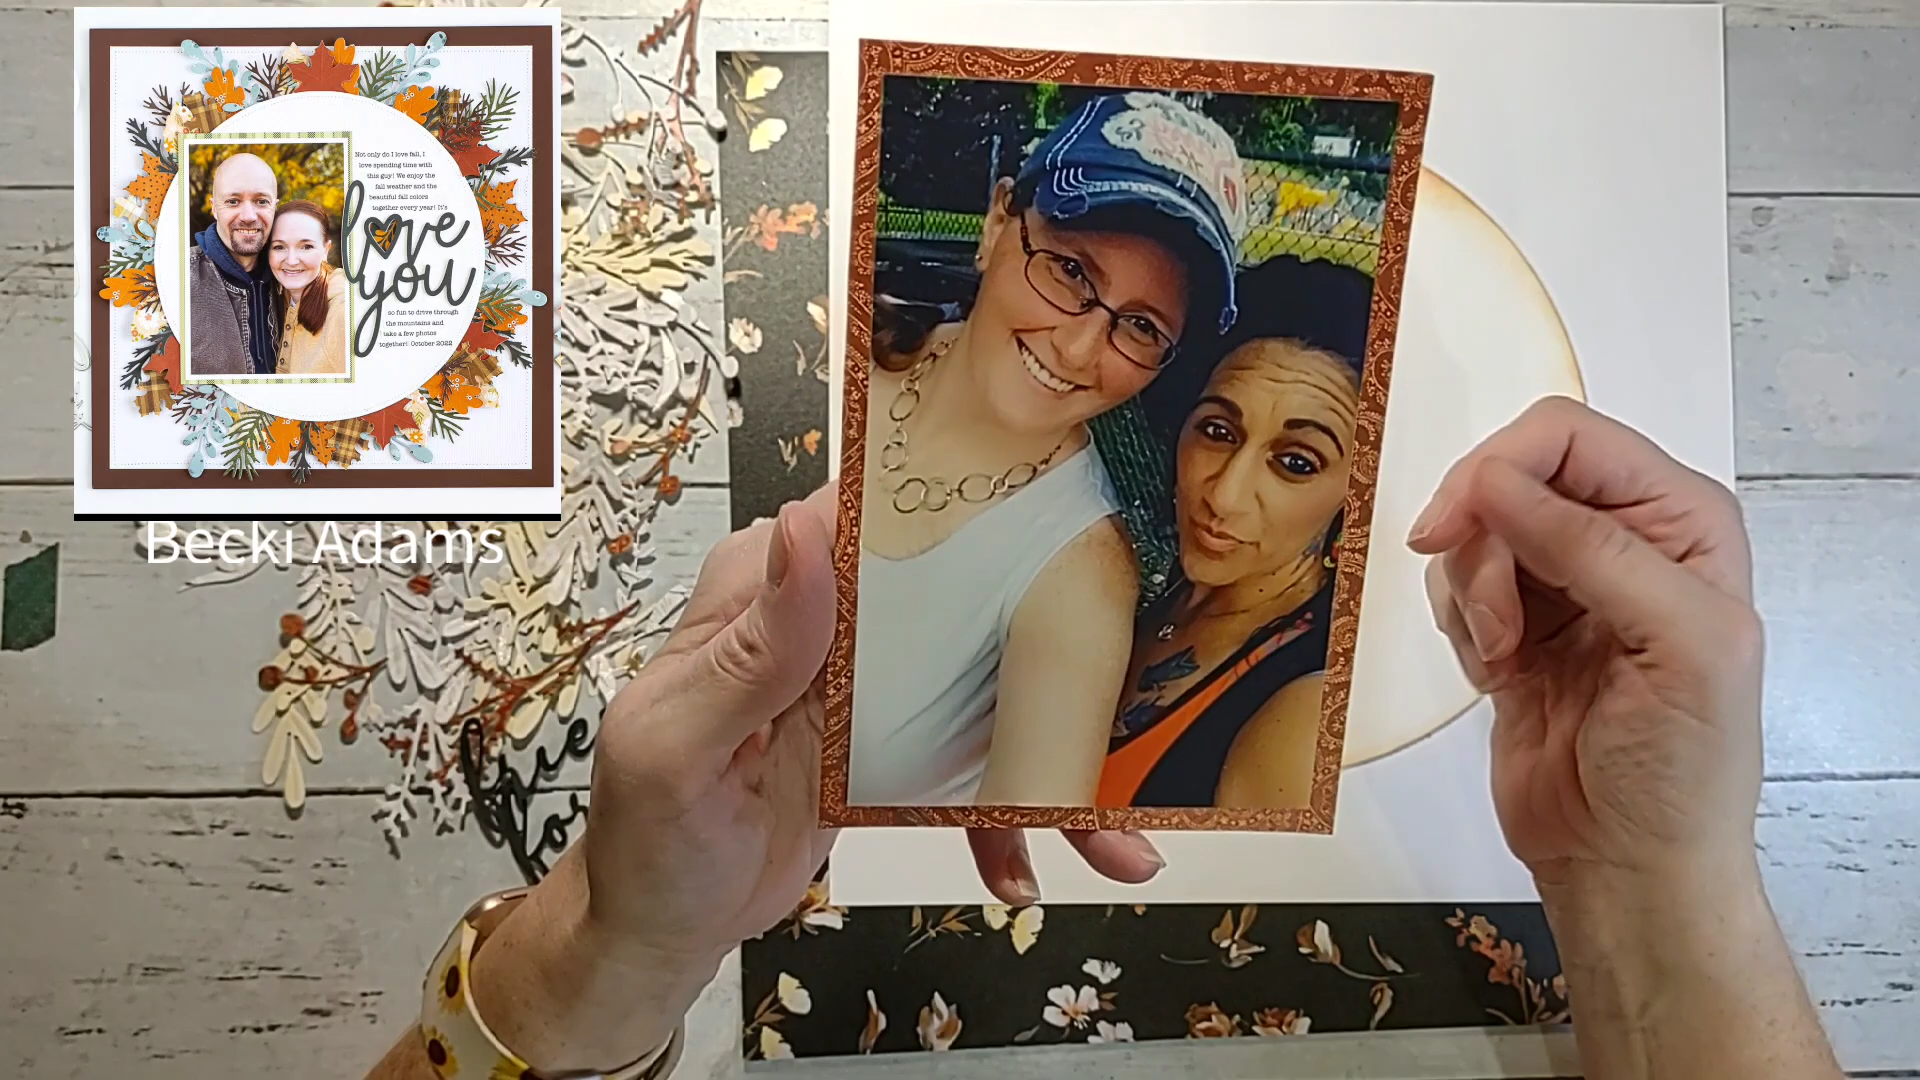 Not only do I love fall, I
love spending time with
this guy! We enjoy the
fall weather and the
beautiful fall colors
together every year! It's
love
you
so fun to drive through
the mountains and
take a few photos
together! October 2022
Becki Adams